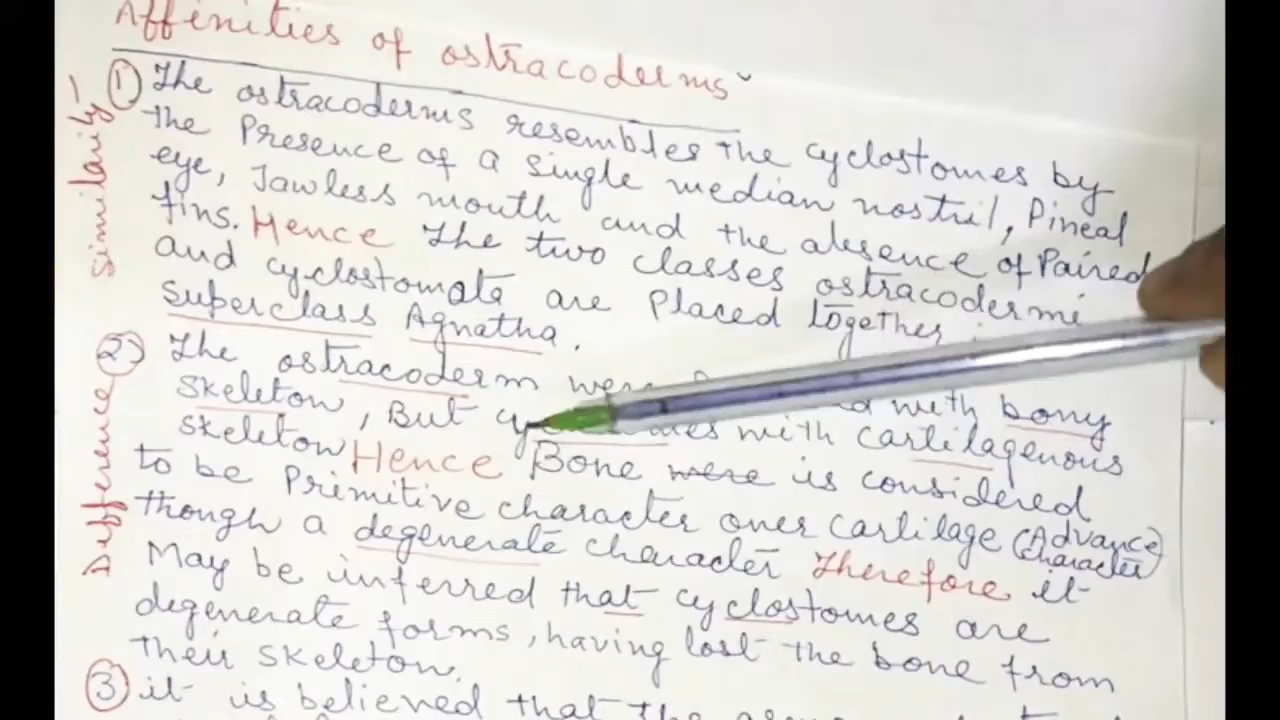 Affinities of ostracoderms
similarity
① The ostracoderms resembles the cyclostomes by
the Presence of a single median nostril, Pineal
eye, Jawless mouth and the absence of Paired
fins. Hence The two classes ostracodermi
and cyclostomata are Placed together
superclass Agnatha.
Difference
② The ostracoderm with bony
skeleton, But with cartilagenous
skeleton Hence Bone were is considered
to be Primitive character over cartilage (Advance character)
though a degenerate character Therefore it
May be inferred that cyclostomes are
degenerate forms, having lost the bone from
their skeleton.
③ it is believed that the